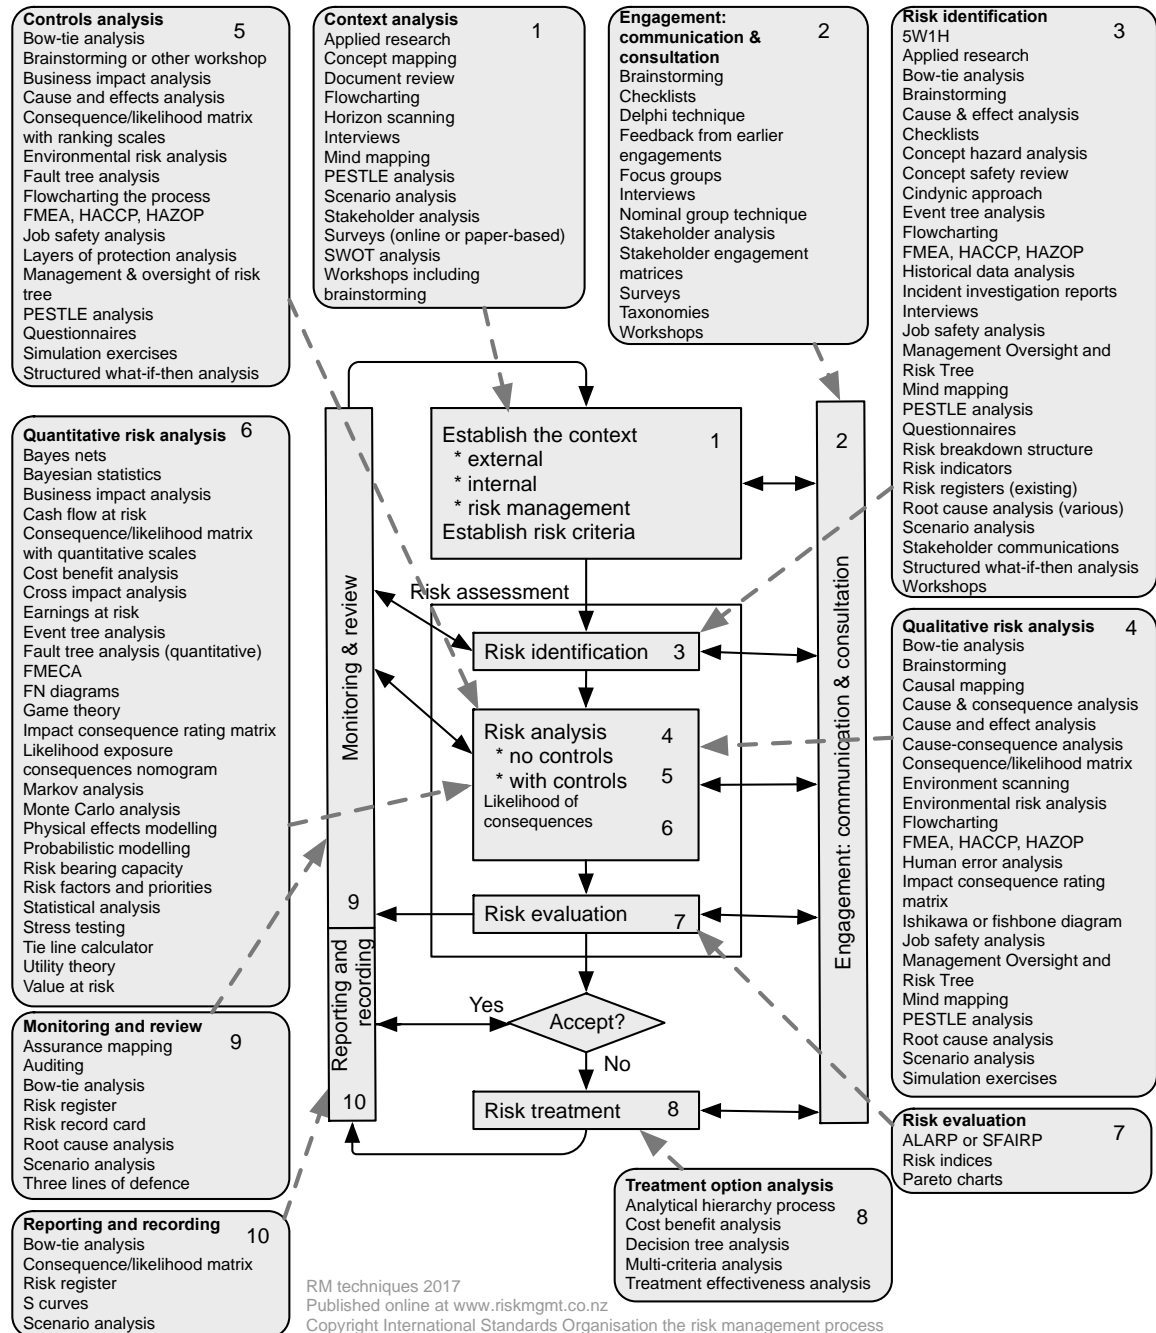 Controls analysis
5
Bow-tie analysis
Brainstorming or other workshop
Business impact analysis
Cause and effects analysis
Consequence/likelihood matrix
with ranking scales
Environmental risk analysis
Fault tree analysis
Flowcharting the process
FMEA, HACCP, HAZOP
Job safety analysis
Layers of protection analysis
Management & oversight of risk
tree
PESTLE analysis
Questionnaires
Simulation exercises
Structured what-if-then analysis
Context analysis
1
Applied research
Concept mapping
Document review
Flowcharting
Horizon scanning
Interviews
Mind mapping
PESTLE analysis
Scenario analysis
Stakeholder analysis
Surveys (online or paper-based)
SWOT analysis
Workshops including
brainstorming
Engagement:
communication &
consultation
2
Brainstorming
Checklists
Delphi technique
Feedback from earlier
engagements
Focus groups
Interviews
Nominal group technique
Stakeholder analysis
Stakeholder engagement
matrices
Surveys
Taxonomies
Workshops
Risk identification
3
5W1H
Applied research
Bow-tie analysis
Brainstorming
Cause & effect analysis
Checklists
Concept hazard analysis
Concept safety review
Cindynic approach
Event tree analysis
Flowcharting
FMEA, HACCP, HAZOP
Historical data analysis
Incident investigation reports
Interviews
Job safety analysis
Management Oversight and
Risk Tree
Mind mapping
PESTLE analysis
Questionnaires
Risk breakdown structure
Risk indicators
Risk registers (existing)
Root cause analysis (various)
Scenario analysis
Stakeholder communications
Structured what-if-then analysis
Workshops
Quantitative risk analysis
6
Bayes nets
Bayesian statistics
Business impact analysis
Cash flow at risk
Consequence/likelihood matrix
with quantitative scales
Cost benefit analysis
Cross impact analysis
Earnings at risk
Event tree analysis
Fault tree analysis (quantitative)
FMECA
FN diagrams
Game theory
Impact consequence rating matrix
Likelihood exposure
consequences nomogram
Markov analysis
Monte Carlo analysis
Physical effects modelling
Probabilistic modelling
Risk bearing capacity
Risk factors and priorities
Statistical analysis
Stress testing
Tie line calculator
Utility theory
Value at risk
Monitoring & review
9
Reporting and
recording
10
Establish the context
1
* external
* internal
* risk management
Establish risk criteria
Risk assessment
Risk identification
3
Risk analysis
4
* no controls
* with controls
5
Likelihood of
consequences
6
Risk evaluation
7
Yes
Accept?
No
Risk treatment
8
2
Engagement: communication & consultation
Qualitative risk analysis
4
Bow-tie analysis
Brainstorming
Causal mapping
Cause & consequence analysis
Cause and effect analysis
Cause-consequence analysis
Consequence/likelihood matrix
Environment scanning
Environmental risk analysis
Flowcharting
FMEA, HACCP, HAZOP
Human error analysis
Impact consequence rating
matrix
Ishikawa or fishbone diagram
Job safety analysis
Management Oversight and
Risk Tree
Mind mapping
PESTLE analysis
Root cause analysis
Scenario analysis
Simulation exercises
Monitoring and review
9
Assurance mapping
Auditing
Bow-tie analysis
Risk register
Risk record card
Root cause analysis
Scenario analysis
Three lines of defence
Risk evaluation
7
ALARP or SFAIRP
Risk indices
Pareto charts
Treatment option analysis
8
Analytical hierarchy process
Cost benefit analysis
Decision tree analysis
Multi-criteria analysis
Treatment effectiveness analysis
Reporting and recording
10
Bow-tie analysis
Consequence/likelihood matrix
Risk register
S curves
Scenario analysis
RM techniques 2017
Published online at www.riskmgmt.co.nz
Copyright International Standards Organisation the risk management process